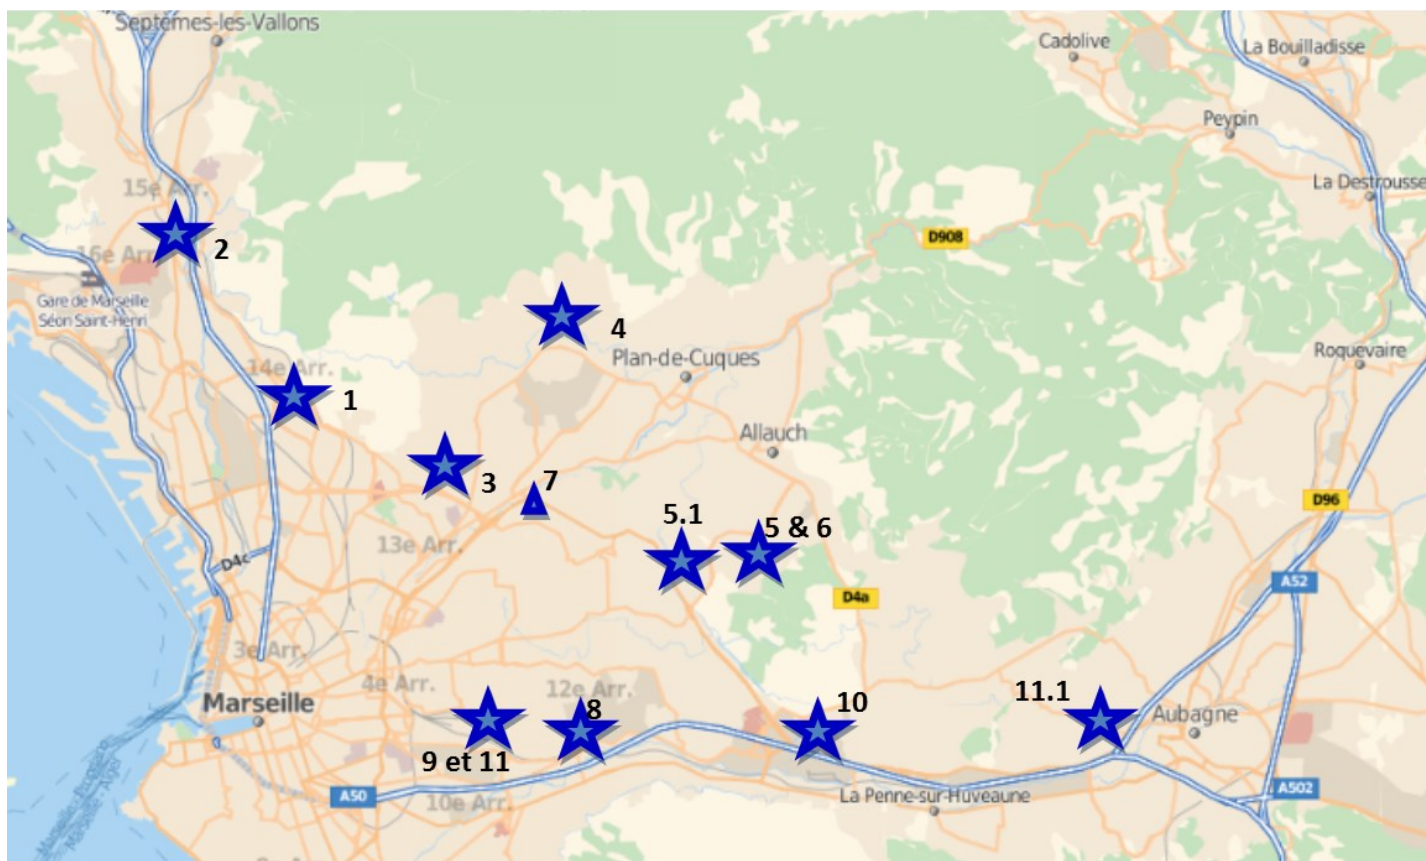 Septèmes-les-Vallons
Cadolive
La Bouilladisse
Peypin
15e Arr.
La Destrousse
2
D908
16e Arr.
Gare de Marseille
Séon Saint-Henri
4
Plan-de-Cuques
Roquevaire
14e Arr.
1
Allauch
3
7
D96
5.1
5 & 6
13e Arr.
D4c
A52
D4a
3e Arr.
4e Arr.
12e Arr.
11.1
Marseille
8
10
Aubagne
9 et 11
A50
10e Arr.
La Penne-sur-Huveaune
A502